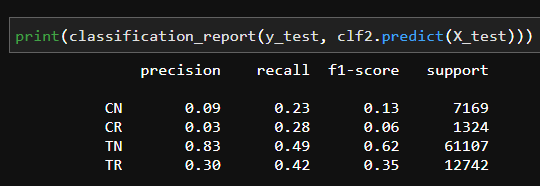 print(classification_report(y_test, clf2.predict(X_test)))
precision recall f1-score support
CN 0.09 0.23 0.13 7169
CR 0.03 0.28 0.06 1324
TN 0.83 0.49 0.62 61107
TR 0.30 0.42 0.35 12742